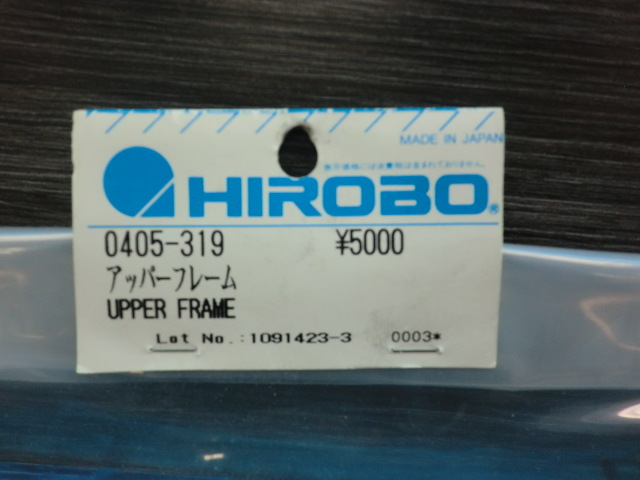 MADE IN JAPAN
HIROBO®
0405-319 ¥5000
アッパーフレーム
UPPER FRAME
Lot No.:1091423-3 0003*